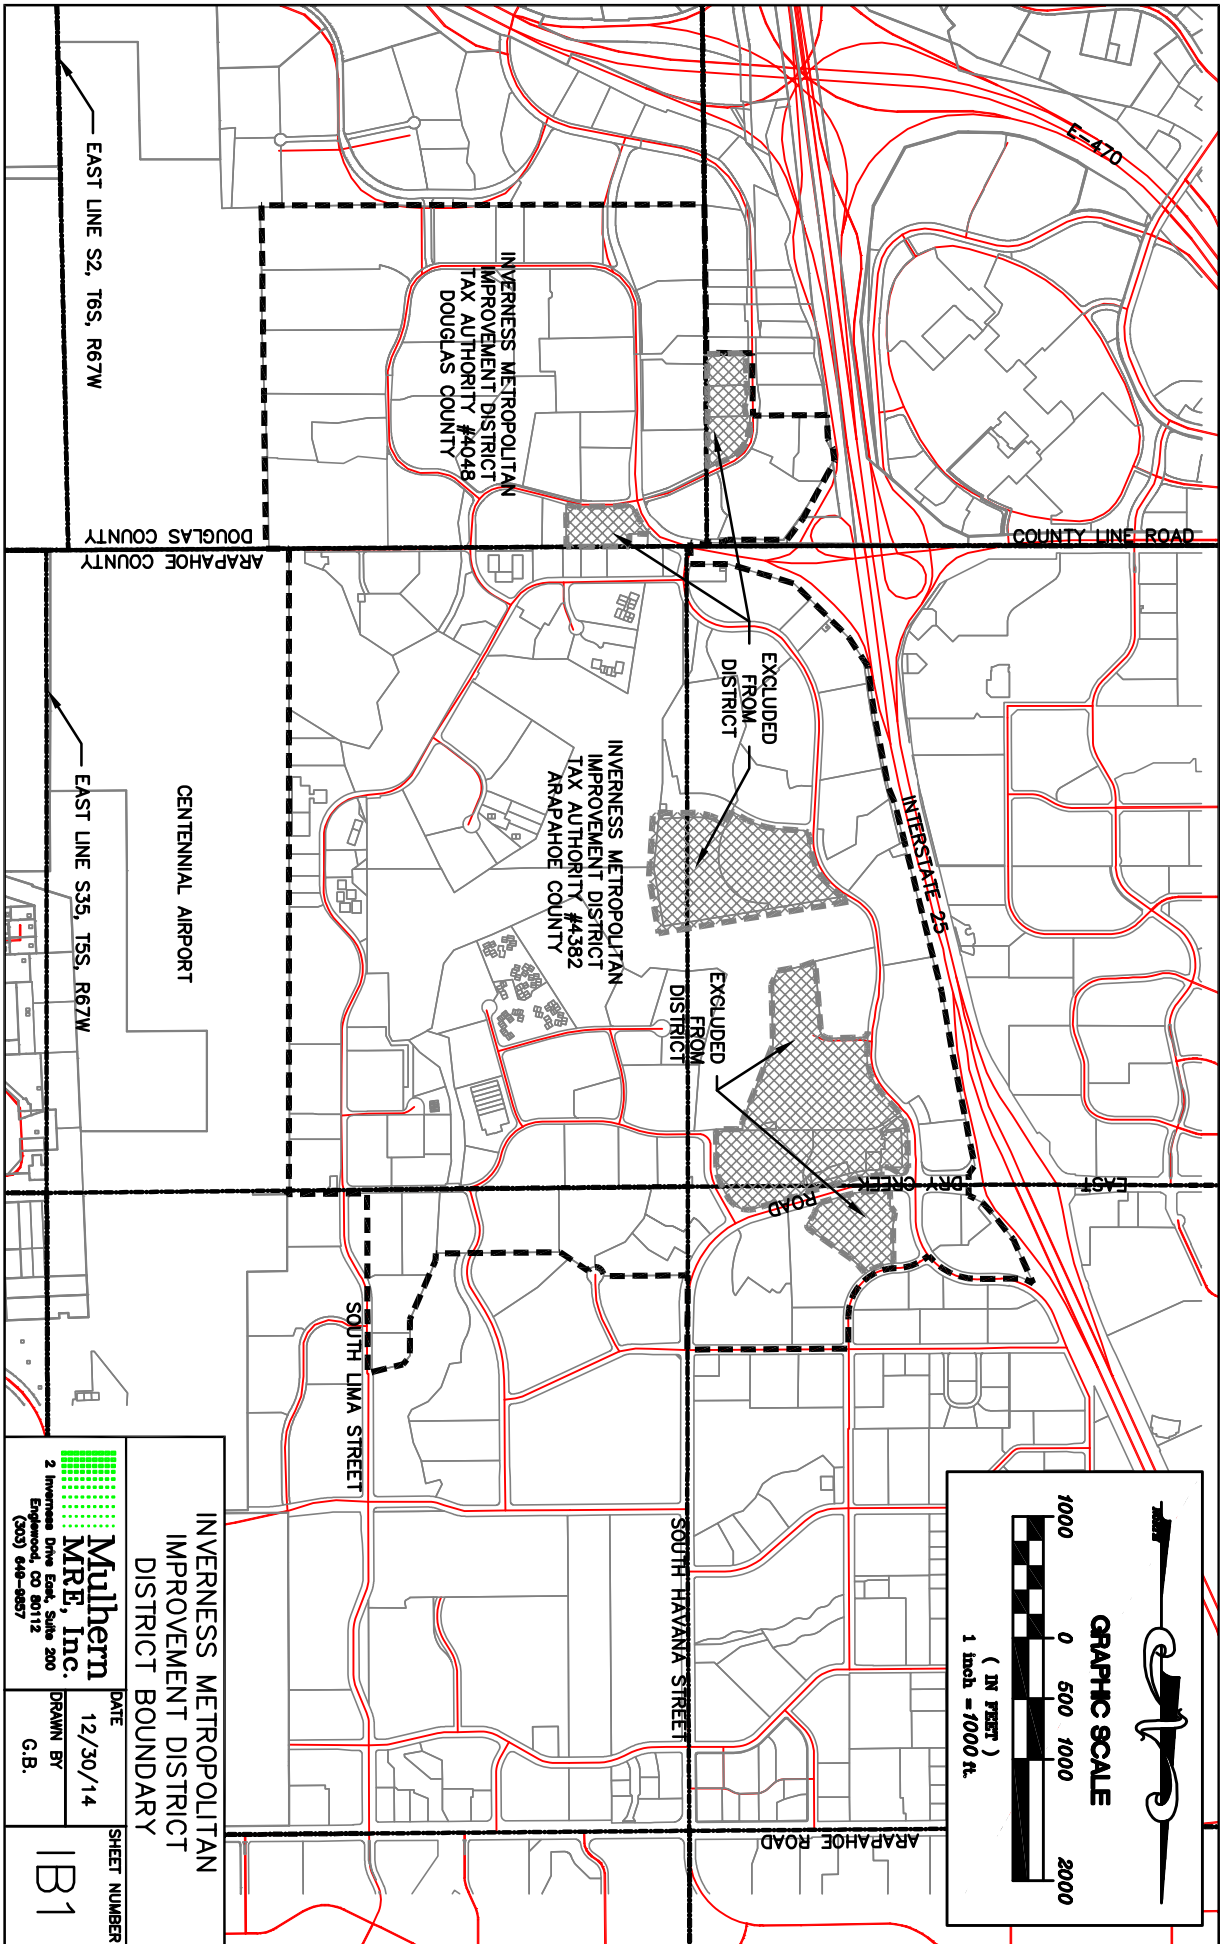 E-470
COUNTY LINE ROAD
INTERSTATE 25
EAST DRY CREEK ROAD
EAST LINE S2, T6S, R67W
INVERNESS METROPOLITAN
IMPROVEMENT DISTRICT
TAX AUTHORITY #4048
DOUGLAS COUNTY
DOUGLAS COUNTY
ARAPAHOE COUNTY
EXCLUDED
FROM
DISTRICT
INVERNESS METROPOLITAN
IMPROVEMENT DISTRICT
TAX AUTHORITY #4382
ARAPAHOE COUNTY
EXCLUDED
FROM
DISTRICT
CENTENNIAL AIRPORT
EAST LINE S35, T5S, R67W
SOUTH LIMA STREET
SOUTH HAVANA STREET
ARAPAHOE ROAD
NORTH
GRAPHIC SCALE
1000 0 500 1000 2000
( IN FEET )
1 inch = 1000 ft.
INVERNESS METROPOLITAN
IMPROVEMENT DISTRICT
DISTRICT BOUNDARY
Mulhern
MRE, Inc.
2 Inverness Drive East, Suite 200
Englewood, CO 80112
(303) 649-9857
DATE
12/30/14
DRAWN BY
G.B.
SHEET NUMBER
IB1